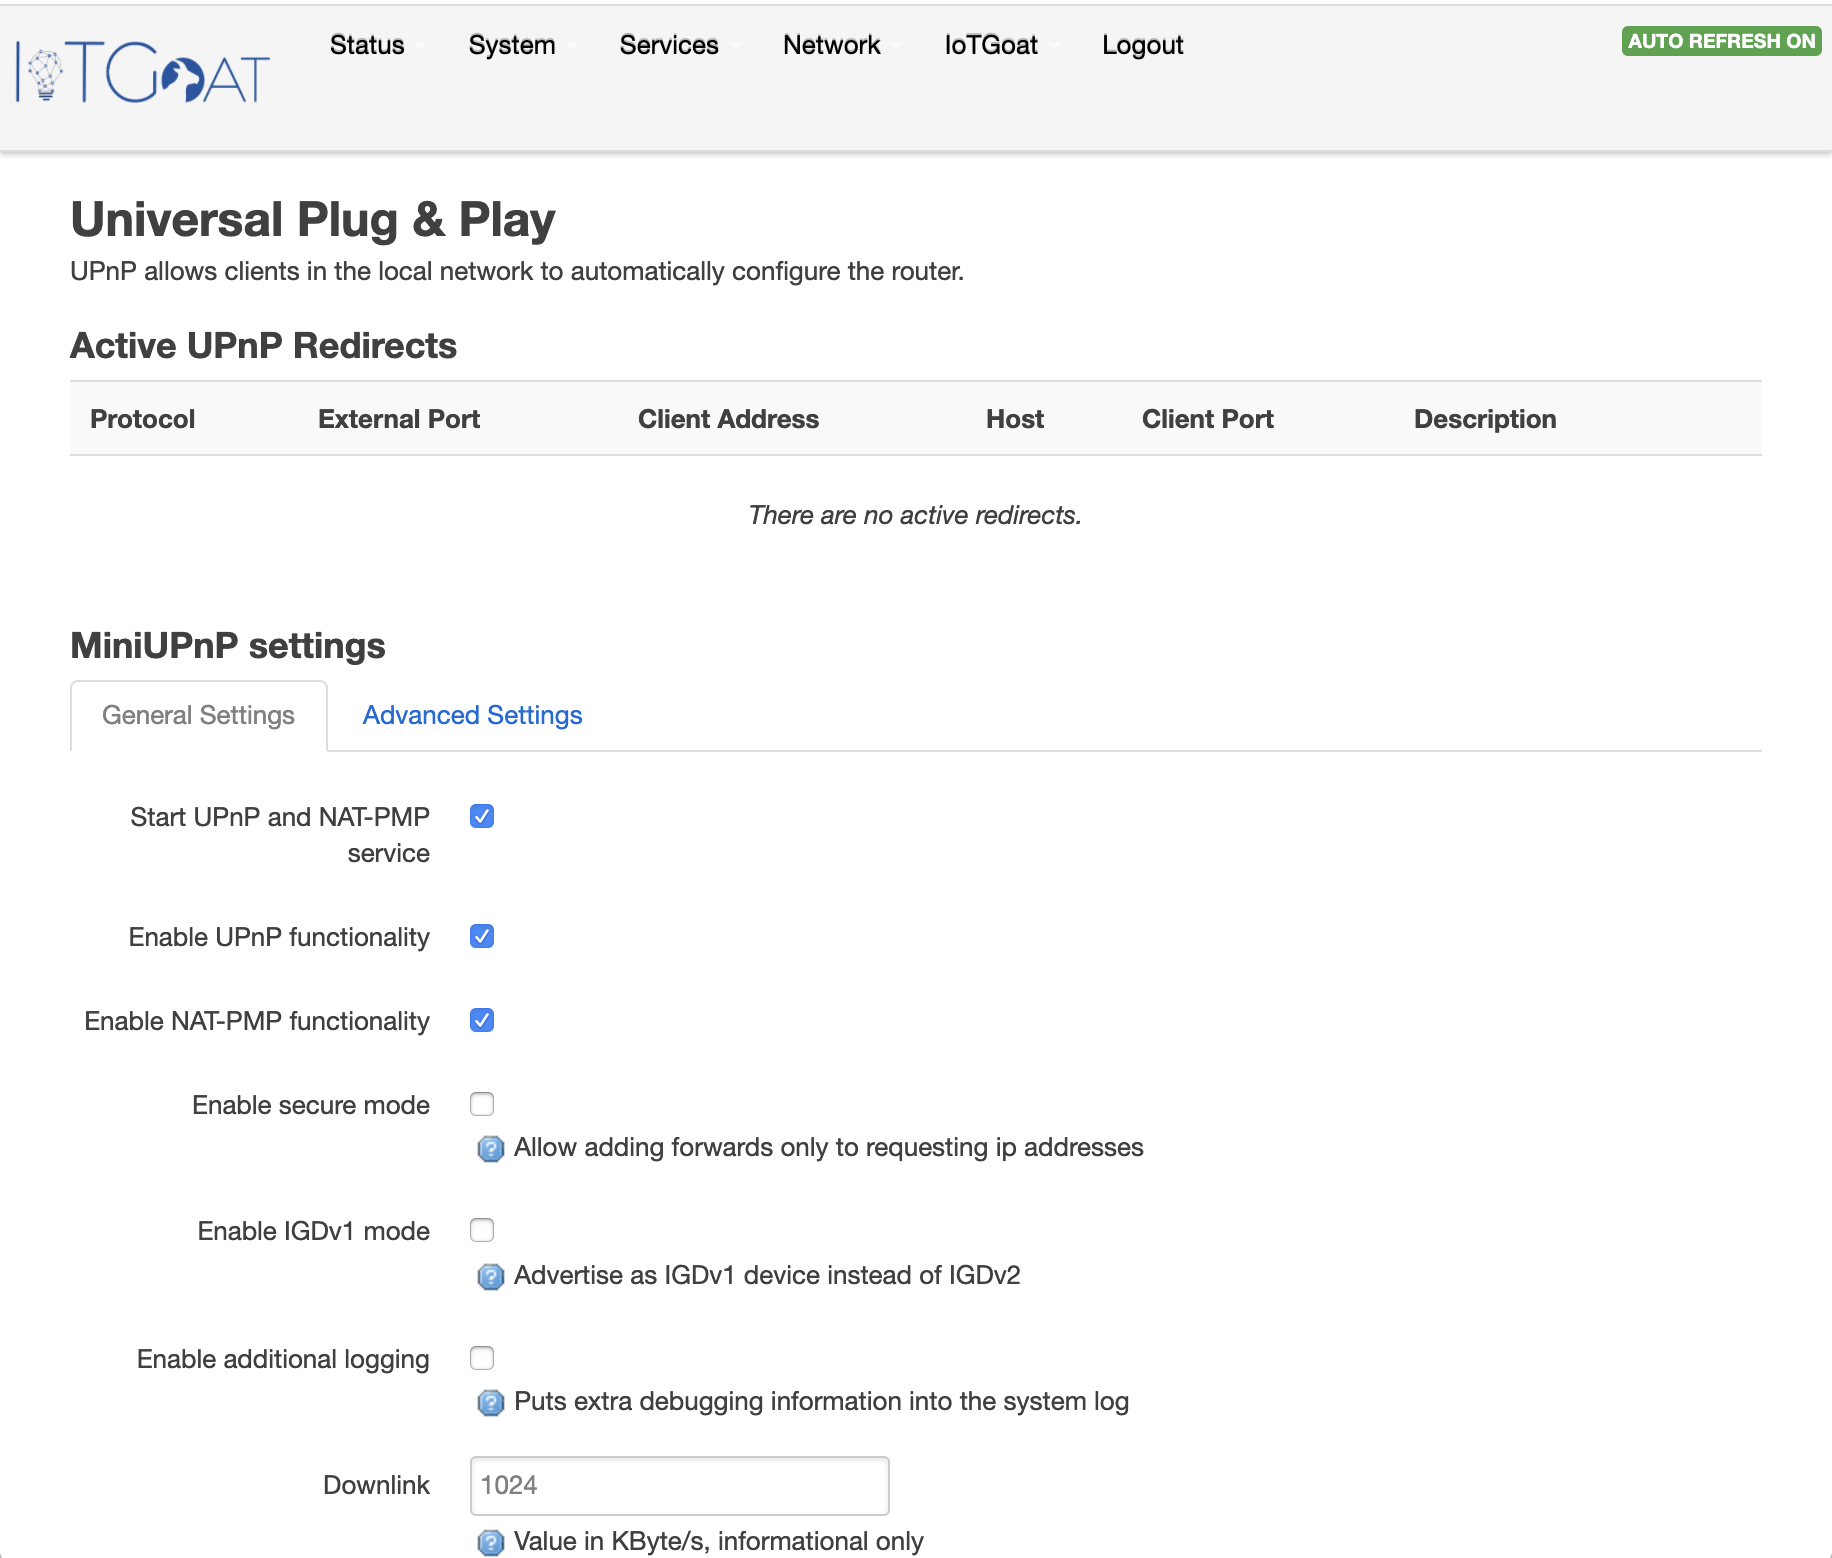 IoTGOAT
Status System Services Network IoTGoat Logout AUTO REFRESH ON
Universal Plug & Play
UPnP allows clients in the local network to automatically configure the router.
Active UPnP Redirects
Protocol External Port Client Address Host Client Port Description
There are no active redirects.
MiniUPnP settings
General Settings Advanced Settings
Start UPnP and NAT-PMP
service
Enable UPnP functionality
Enable NAT-PMP functionality
Enable secure mode
Allow adding forwards only to requesting ip addresses
Enable IGDv1 mode
Advertise as IGDv1 device instead of IGDv2
Enable additional logging
Puts extra debugging information into the system log
Downlink 1024
Value in KByte/s, informational only